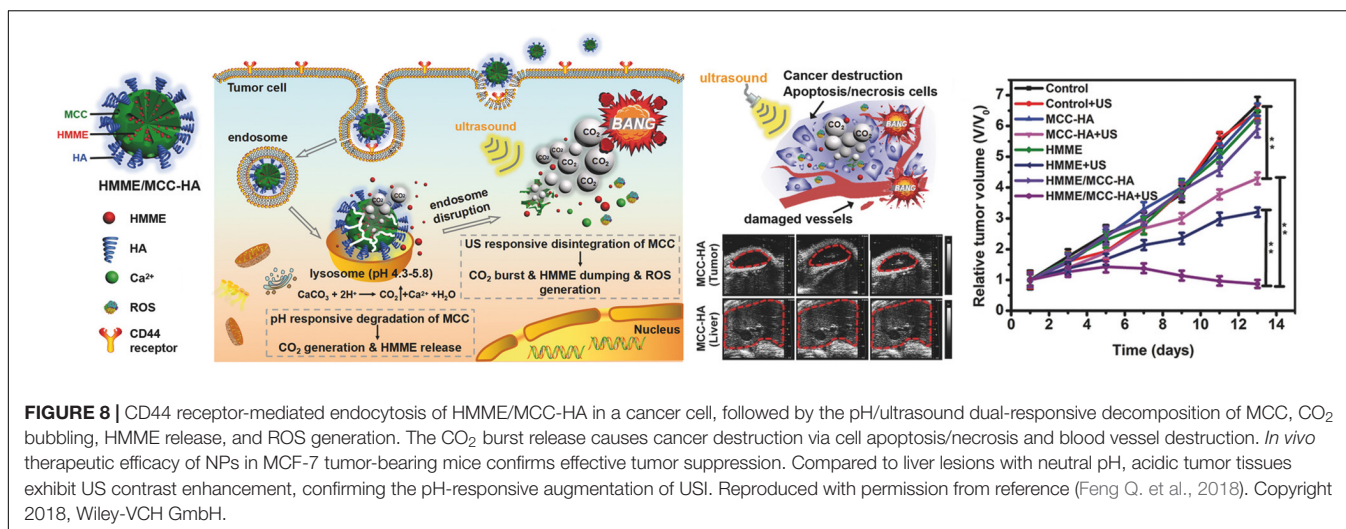 MCC
HMME
HA
HMME/MCC-HA
HMME
HA
Ca²⁺
ROS
CD44
receptor
Tumor cell
endosome
lysosome (pH 4.3-5.8)
CaCO₃ + 2H⁺ → CO₂↑+Ca²⁺ +H₂O
pH responsive degradation of MCC
CO₂ generation & HMME release
endosome
disruption
ultrasound
CO₂
CO₂
CO₂
CO₂
CO₂
BANG
US responsive disintegration of MCC
CO₂ burst & HMME dumping & ROS
generation
Nucleus
ultrasound
Cancer destruction
Apoptosis/necrosis cells
BANG
BANG
damaged vessels
MCC-HA
(Tumor)
MCC-HA
(Liver)
Relative tumor volume (V/V₀)
7
6
5
4
3
2
1
0
Control
Control+US
MCC-HA
MCC-HA+US
HMME
HMME+US
HMME/MCC-HA
HMME/MCC-HA+US
**
**
**
0 2 4 6 8 10 12 14
Time (days)
FIGURE 8 | CD44 receptor-mediated endocytosis of HMME/MCC-HA in a cancer cell, followed by the pH/ultrasound dual-responsive decomposition of MCC, CO₂
bubbling, HMME release, and ROS generation. The CO₂ burst release causes cancer destruction via cell apoptosis/necrosis and blood vessel destruction. In vivo
therapeutic efficacy of NPs in MCF-7 tumor-bearing mice confirms effective tumor suppression. Compared to liver lesions with neutral pH, acidic tumor tissues
exhibit US contrast enhancement, confirming the pH-responsive augmentation of USI. Reproduced with permission from reference (Feng Q. et al., 2018). Copyright
2018, Wiley-VCH GmbH.